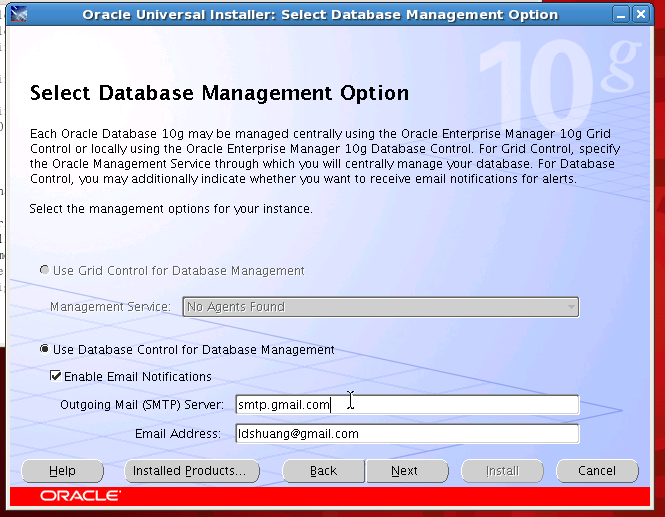 Oracle Universal Installer: Select Database Management Option
10g
Select Database Management Option
Each Oracle Database 10g may be managed centrally using the Oracle Enterprise Manager 10g Grid
Control or locally using the Oracle Enterprise Manager 10g Database Control. For Grid Control, specify
the Oracle Management Service through which you will centrally manage your database. For Database
Control, you may additionally indicate whether you want to receive email notifications for alerts.
Select the management options for your instance.
Use Grid Control for Database Management
Management Service: No Agents Found
Use Database Control for Database Management
Enable Email Notifications
Outgoing Mail (SMTP) Server: smtp.gmail.com
Email Address: ldshuang@gmail.com
Help Installed Products... Back Next Install Cancel
ORACLE